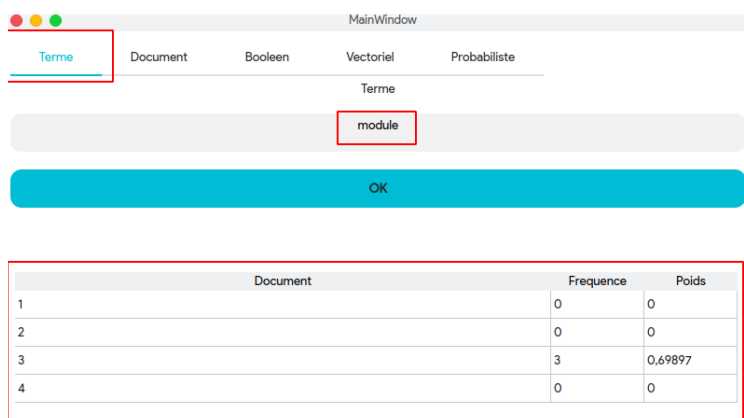 MainWindow
Terme Document Booleen Vectoriel Probabiliste
Terme
module
OK
Document Frequence Poids
1 0 0
2 0 0
3 3 0,69897
4 0 0